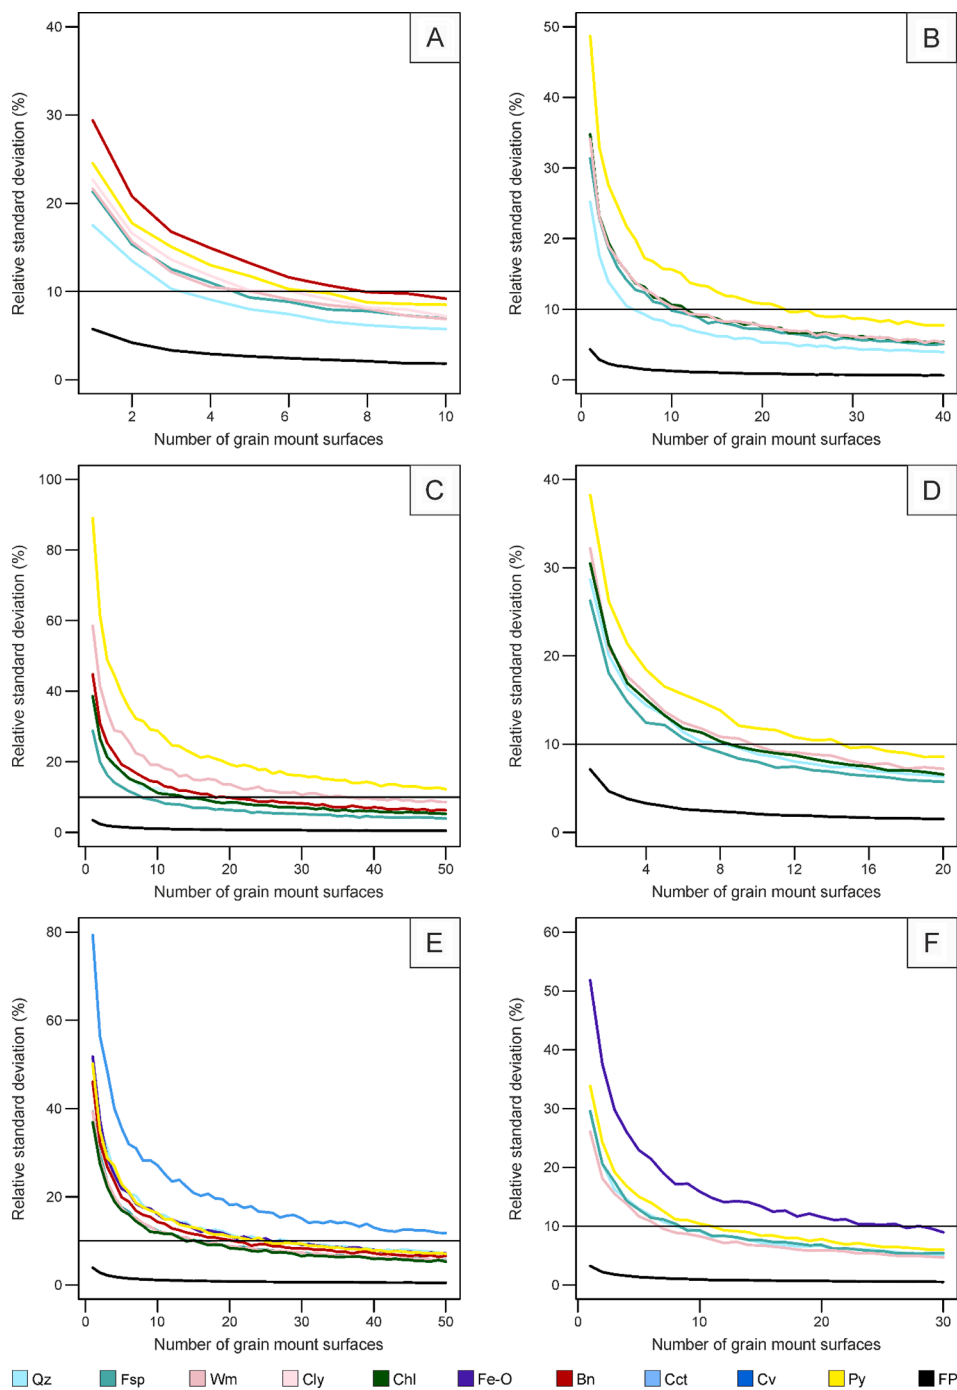 A
Relative standard deviation (%)
40
30
20
10
0
2 4 6 8 10
Number of grain mount surfaces
B
Relative standard deviation (%)
50
40
30
20
10
0
0 10 20 30 40
Number of grain mount surfaces
C
Relative standard deviation (%)
100
80
60
40
20
0
0 10 20 30 40 50
Number of grain mount surfaces
D
Relative standard deviation (%)
40
30
20
10
0
4 8 12 16 20
Number of grain mount surfaces
E
Relative standard deviation (%)
80
60
40
20
0
0 10 20 30 40 50
Number of grain mount surfaces
F
Relative standard deviation (%)
60
50
40
30
20
10
0
0 10 20 30
Number of grain mount surfaces
Qz Fsp Wm Cly Chl Fe-O Bn Cct Cv Py FP